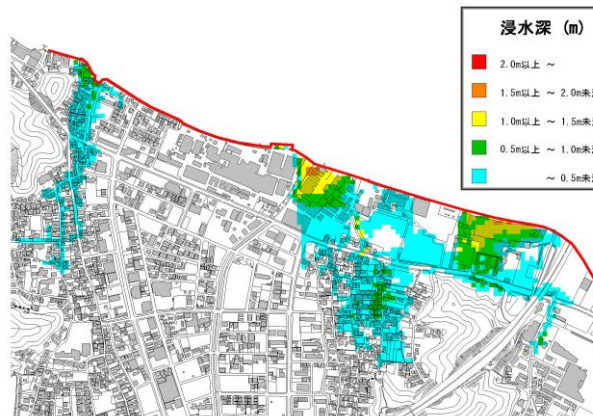 浸水深 (m)
2.0m以上 ～
1.5m以上 ～ 2.0m未
1.0m以上 ～ 1.5m未
0.5m以上 ～ 1.0m未
～ 0.5m未